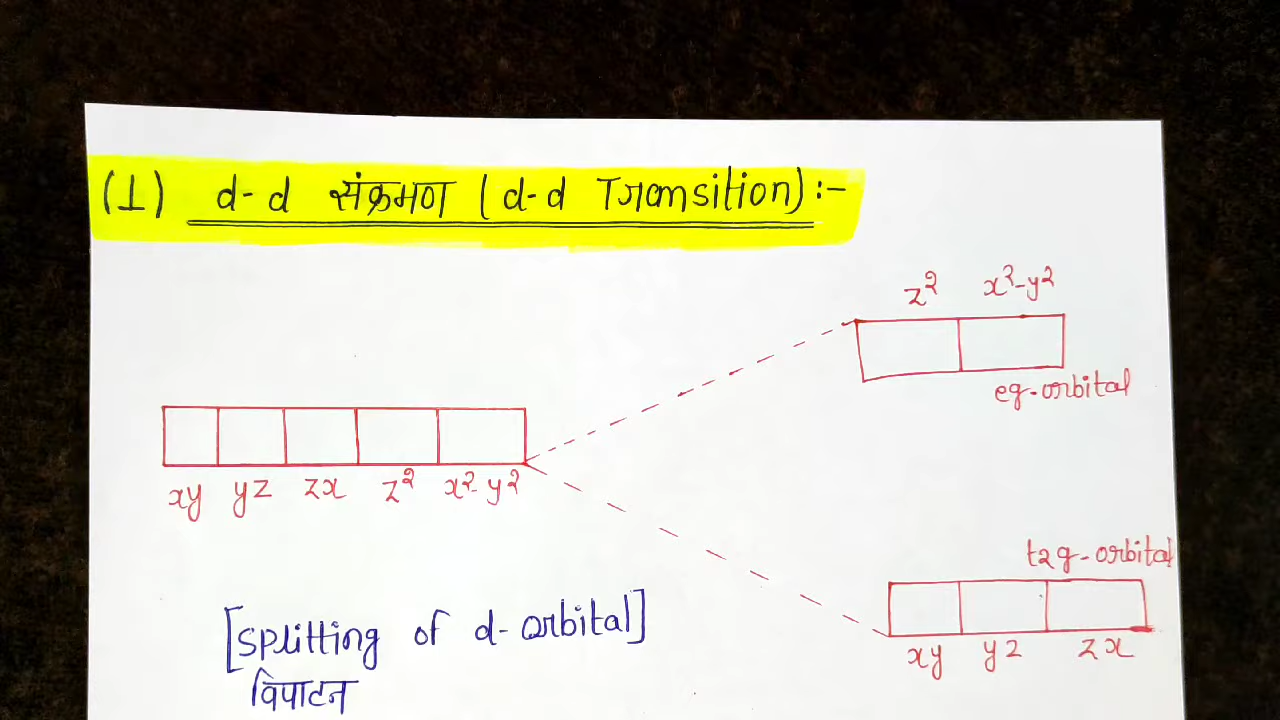 (1) d-d संक्रमण (d-d Transition):-
z² x²-y²
eg-orbital
xy yz zx z² x²-y²
t2g-orbital
[Splitting of d-orbital]
विपाटन
xy yz zx